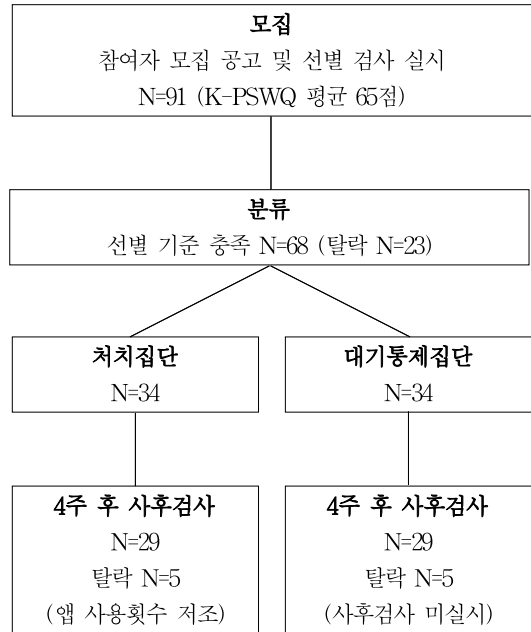 모집
참여자 모집 공고 및 선별 검사 실시
N=91 (K-PSWQ 평균 65점)
분류
선별 기준 충족 N=68 (탈락 N=23)
처치집단
N=34
대기통제집단
N=34
4주 후 사후검사
N=29
탈락 N=5
(앱 사용횟수 저조)
4주 후 사후검사
N=29
탈락 N=5
(사후검사 미실시)